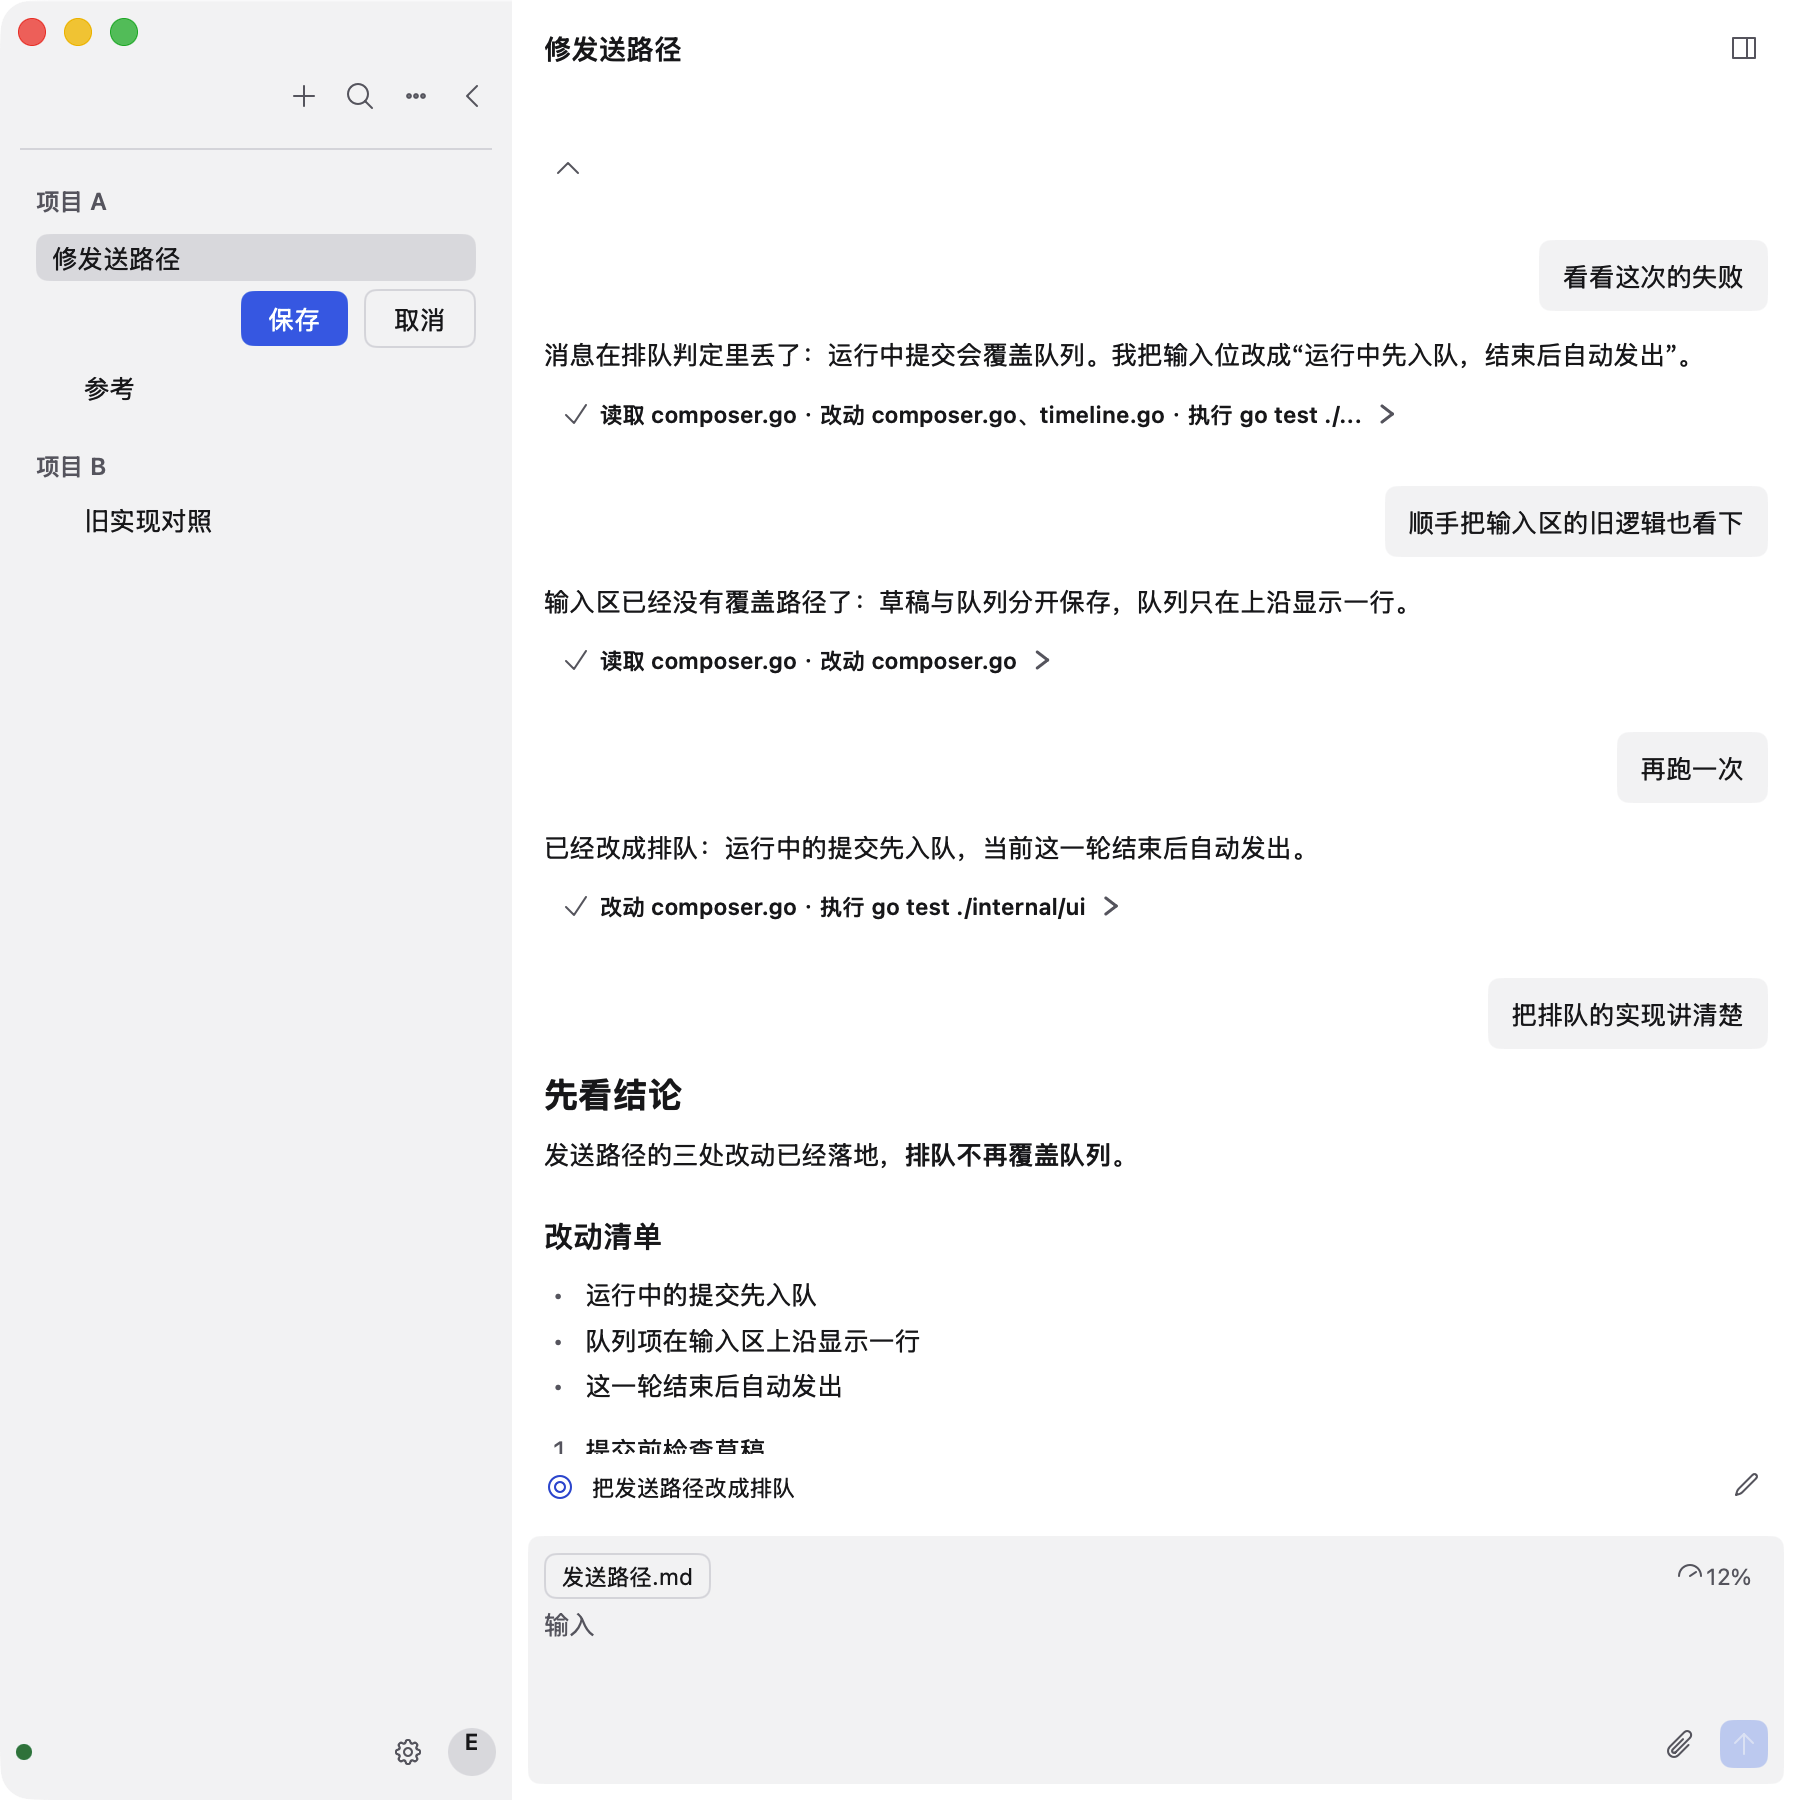 修发送路径
项目 A
修发送路径
保存
取消
参考
项目 B
旧实现对照
E
看看这次的失败
消息在排队判定里丢了：运行中提交会覆盖队列。我把输入位改成“运行中先入队，结束后自动发出”。
读取 composer.go · 改动 composer.go、timeline.go · 执行 go test ./...
顺手把输入区的旧逻辑也看下
输入区已经没有覆盖路径了：草稿与队列分开保存，队列只在上沿显示一行。
读取 composer.go · 改动 composer.go
再跑一次
已经改成排队：运行中的提交先入队，当前这一轮结束后自动发出。
改动 composer.go · 执行 go test ./internal/ui
把排队的实现讲清楚
先看结论
发送路径的三处改动已经落地，排队不再覆盖队列。
改动清单
• 运行中的提交先入队
• 队列项在输入区上沿显示一行
• 这一轮结束后自动发出
1 提交前检查草稿
把发送路径改成排队
发送路径.md
12%
输入